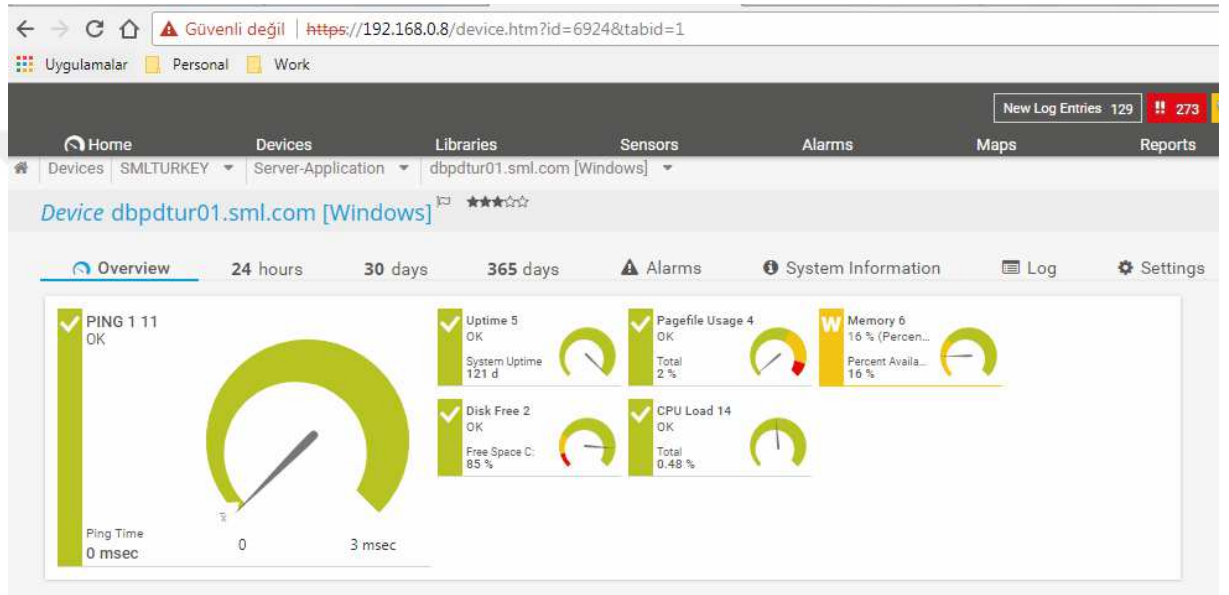 Güvenli değil | https://192.168.0.8/device.htm?id=6924&tabid=1
Uygulamalar Personal Work
New Log Entries 129 !! 273
Home Devices Libraries Sensors Alarms Maps Reports
Devices SMLTURKEY Server-Application dbpdtur01.sml.com [Windows]
Device dbpdtur01.sml.com [Windows]
Overview 24 hours 30 days 365 days Alarms System Information Log Settings
PING 1 11
OK
Ping Time
0 msec
0 3 msec
Uptime 5
OK
System Uptime
121 d
Pagefile Usage 4
OK
Total
2 %
W Memory 6
16 % (Percen...
Percent Availa...
16 %
Disk Free 2
OK
Free Space C:
85 %
CPU Load 14
OK
Total
0.48 %